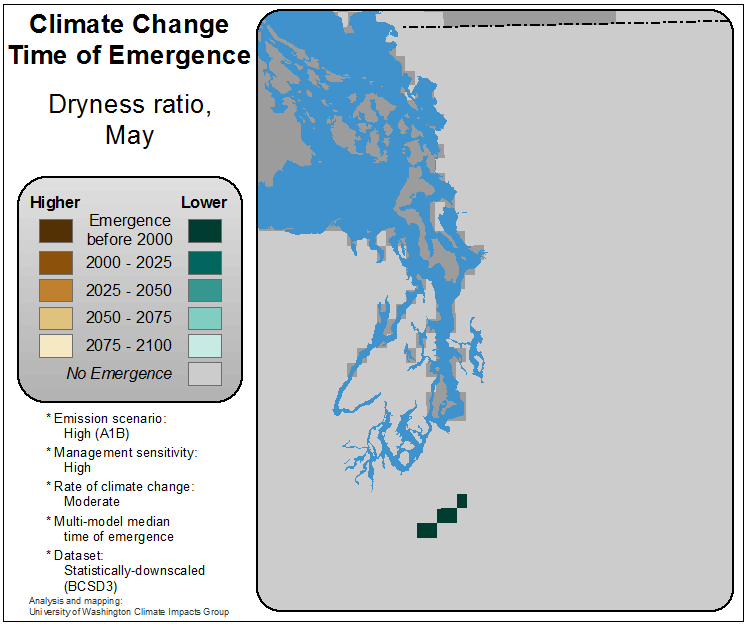 Climate Change
Time of Emergence
Dryness ratio,
May
Higher Lower
Emergence
before 2000
2000 - 2025
2025 - 2050
2050 - 2075
2075 - 2100
No Emergence
* Emission scenario:
High (A1B)
* Management sensitivity:
High
* Rate of climate change:
Moderate
* Multi-model median
time of emergence
* Dataset:
Statistically-downscaled
(BCSD3)
Analysis and mapping:
University of Washington Climate Impacts Group